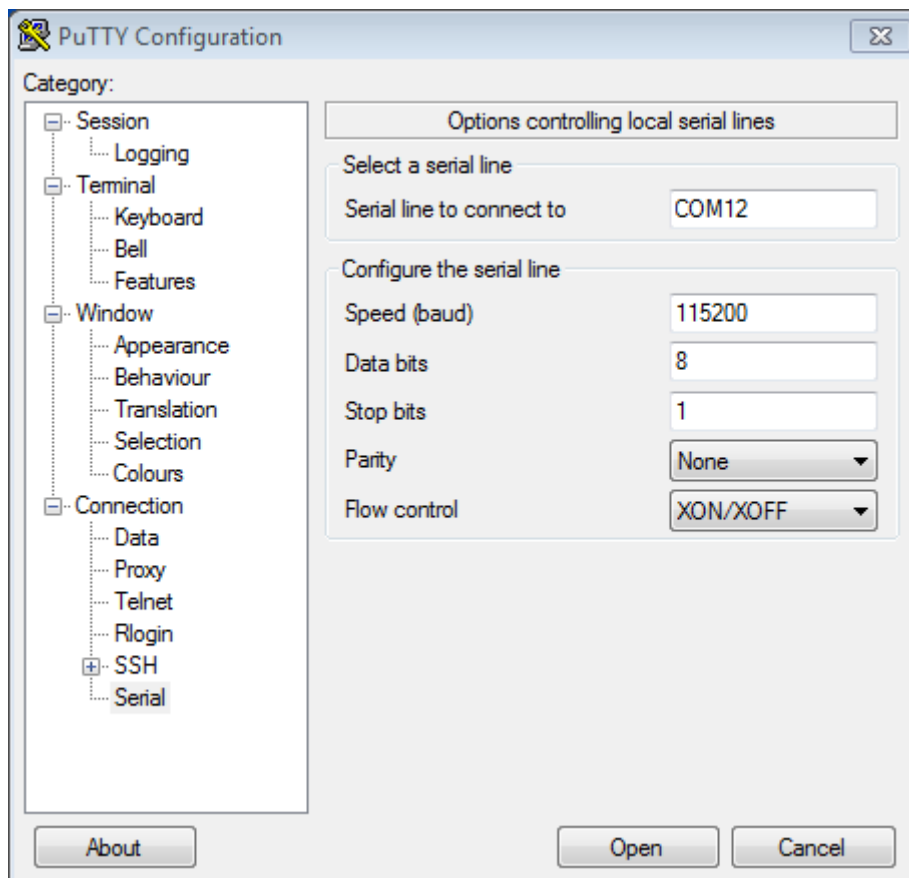 PuTTY Configuration
Category:
Session
Logging
Terminal
Keyboard
Bell
Features
Window
Appearance
Behaviour
Translation
Selection
Colours
Connection
Data
Proxy
Telnet
Rlogin
SSH
Serial
Options controlling local serial lines
Select a serial line
Serial line to connect to COM12
Configure the serial line
Speed (baud) 115200
Data bits 8
Stop bits 1
Parity None
Flow control XON/XOFF
About Open Cancel